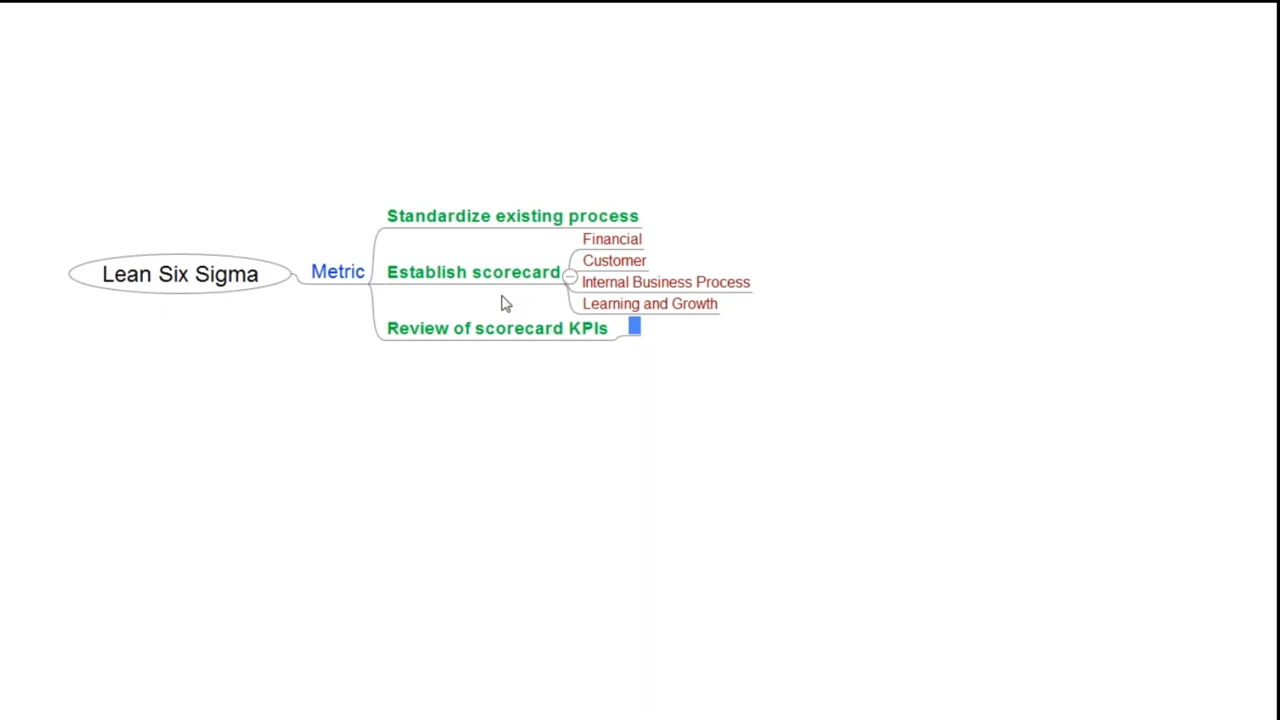 Lean Six Sigma
Metric
Standardize existing process
Establish scorecard
Financial
Customer
Internal Business Process
Learning and Growth
Review of scorecard KPIs